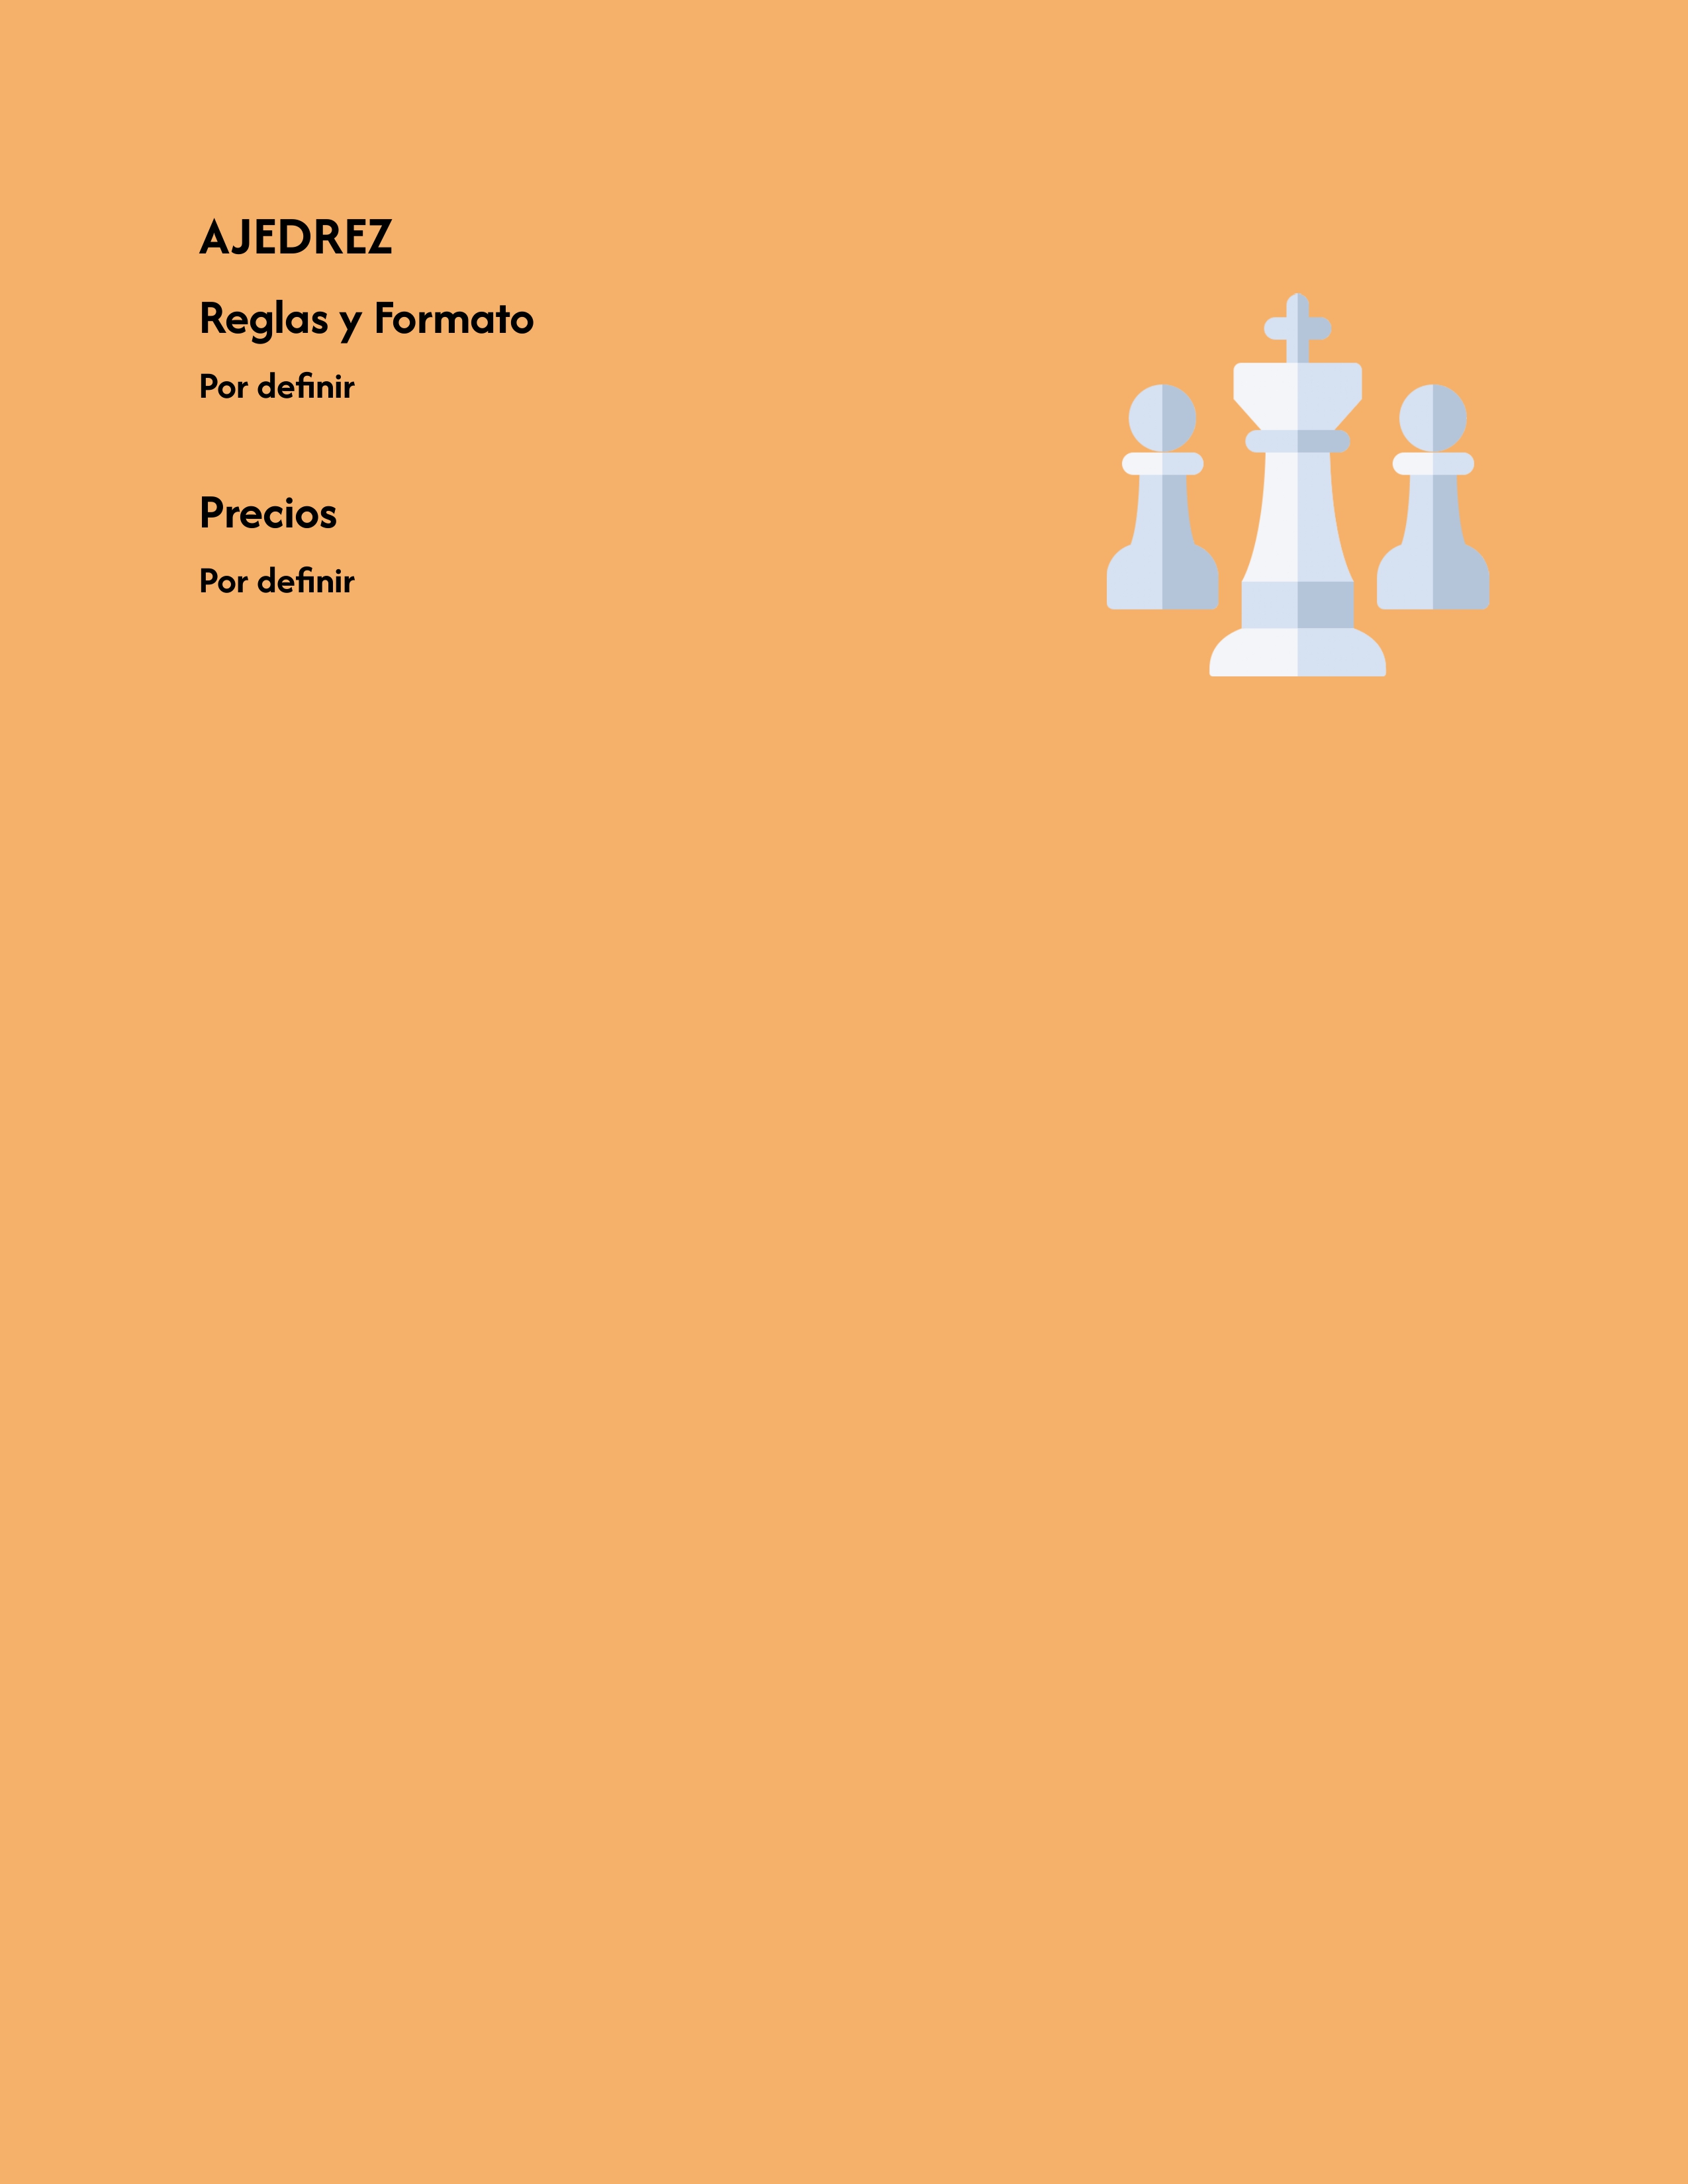 AJEDREZ
Reglas y Formato
Por definir
Precios
Por definir